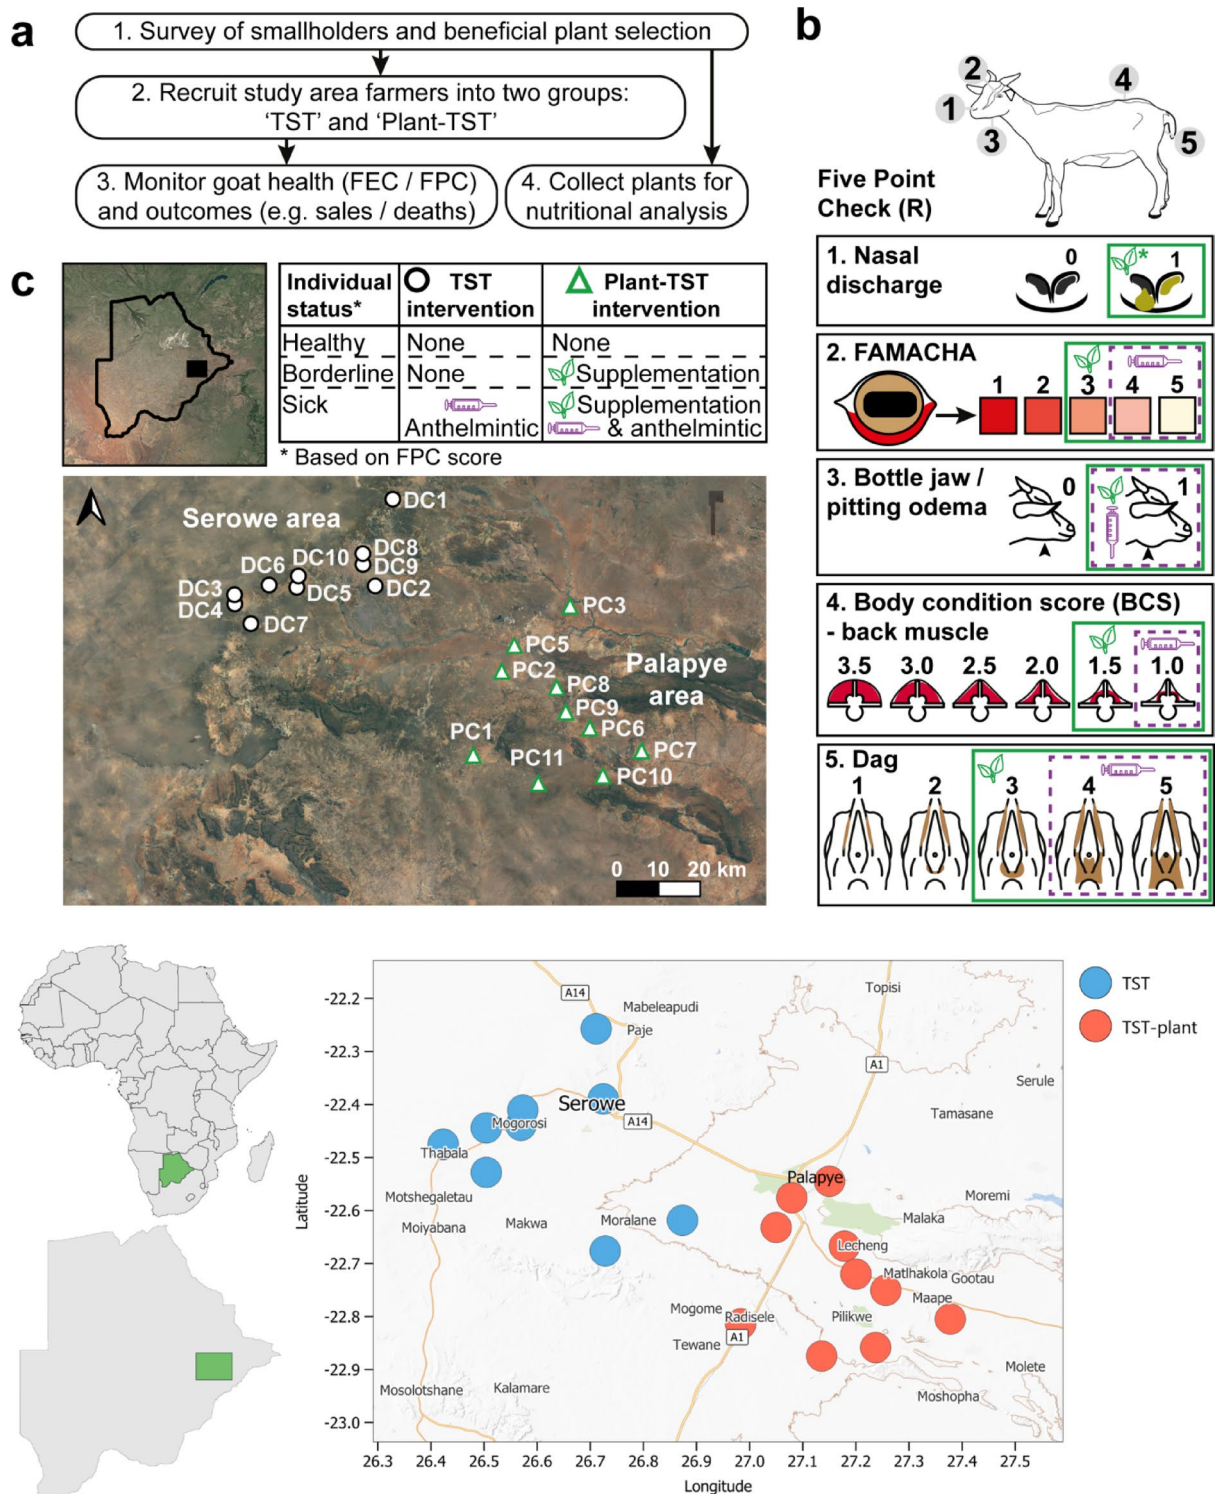 a
1. Survey of smallholders and beneficial plant selection
2. Recruit study area farmers into two groups:
‘TST’ and ‘Plant-TST’
3. Monitor goat health (FEC / FPC)
and outcomes (e.g. sales / deaths)
4. Collect plants for
nutritional analysis
b
2
1
3
4
5
Five Point
Check (R)
1. Nasal
discharge
0
*
1
2. FAMACHA
1
2
3
4
5
3. Bottle jaw /
pitting odema
0
1
4. Body condition score (BCS)
- back muscle
3.5
3.0
2.5
2.0
1.5
1.0
5. Dag
1
2
3
4
5
c
Individual
status*
TST
intervention
Plant-TST
intervention
Healthy
None
None
Borderline
None
Supplementation
Sick
Anthelmintic
Supplementation
& anthelmintic
* Based on FPC score
Serowe area
DC1
DC8
DC10
DC9
DC6
DC2
DC5
DC3
DC4
DC7
PC3
PC5
PC2
Palapye
area
PC8
PC9
PC6
PC1
PC7
PC11
PC10
0 10 20 km
TST
TST-plant
Latitude
-22.2
-22.3
-22.4
-22.5
-22.6
-22.7
-22.8
-22.9
-23.0
A14
Mabeleapudi
Paje
Topisi
A1
Serule
Serowe
A14
Tamasane
Mogorosi
Thabala
Palapye
Motshegaletau
Moremi
Moiyabana
Makwa
Moralane
Malaka
Lecheng
Matlhakola
Gootau
Mogome
Radisele
Maape
Pilikwe
A1
Tewane
Molete
Mosolotshane
Kalamare
Moshopha
26.3 26.4 26.5 26.6 26.7 26.8 26.9 27.0 27.1 27.2 27.3 27.4 27.5
Longitude